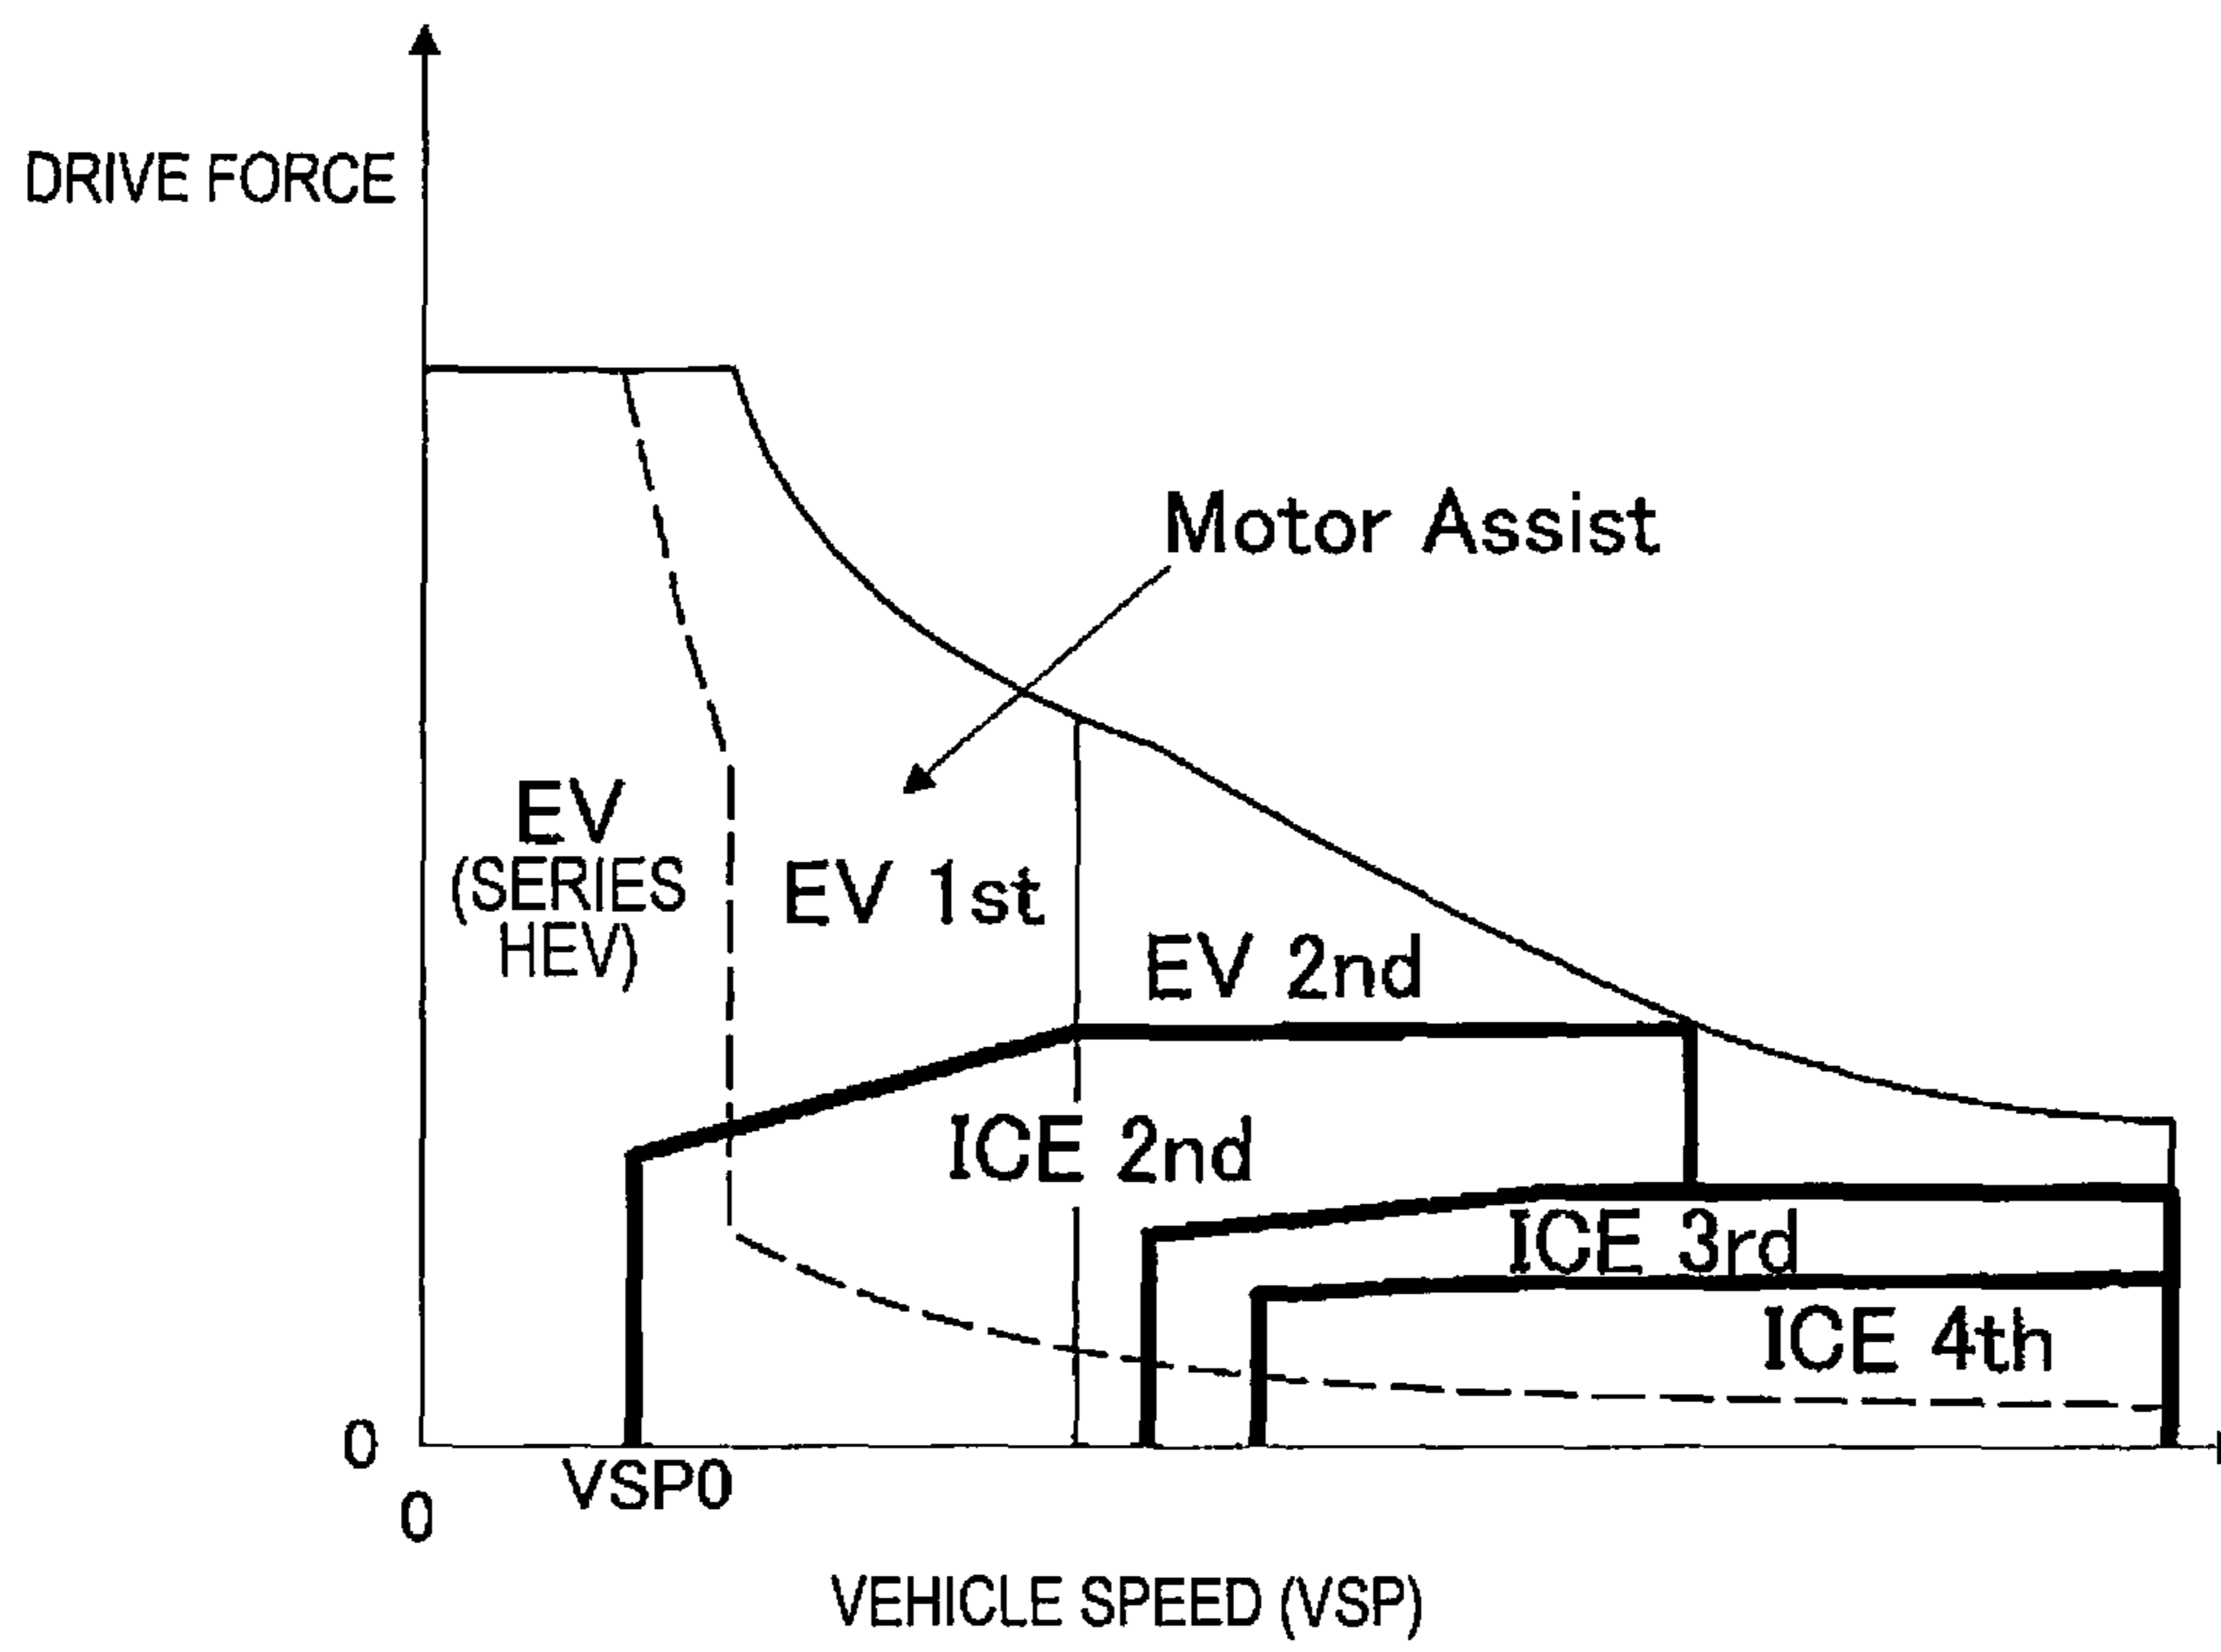 DRIVE FORCE
Motor Assist
EV
(SERIES
HEV)
EV 1st
EV 2nd
ICE 2nd
ICE 3rd
ICE 4th
0
VSP0
0
VEHICLE SPEED (VSP)